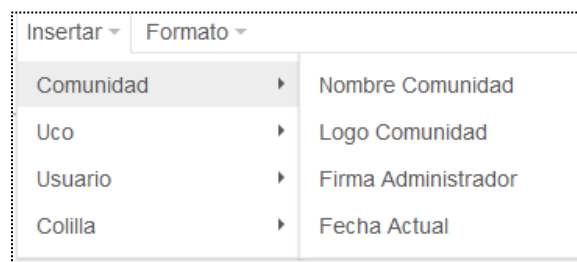 Insertar Formato
Comunidad
Uco
Usuario
Colilla
Nombre Comunidad
Logo Comunidad
Firma Administrador
Fecha Actual